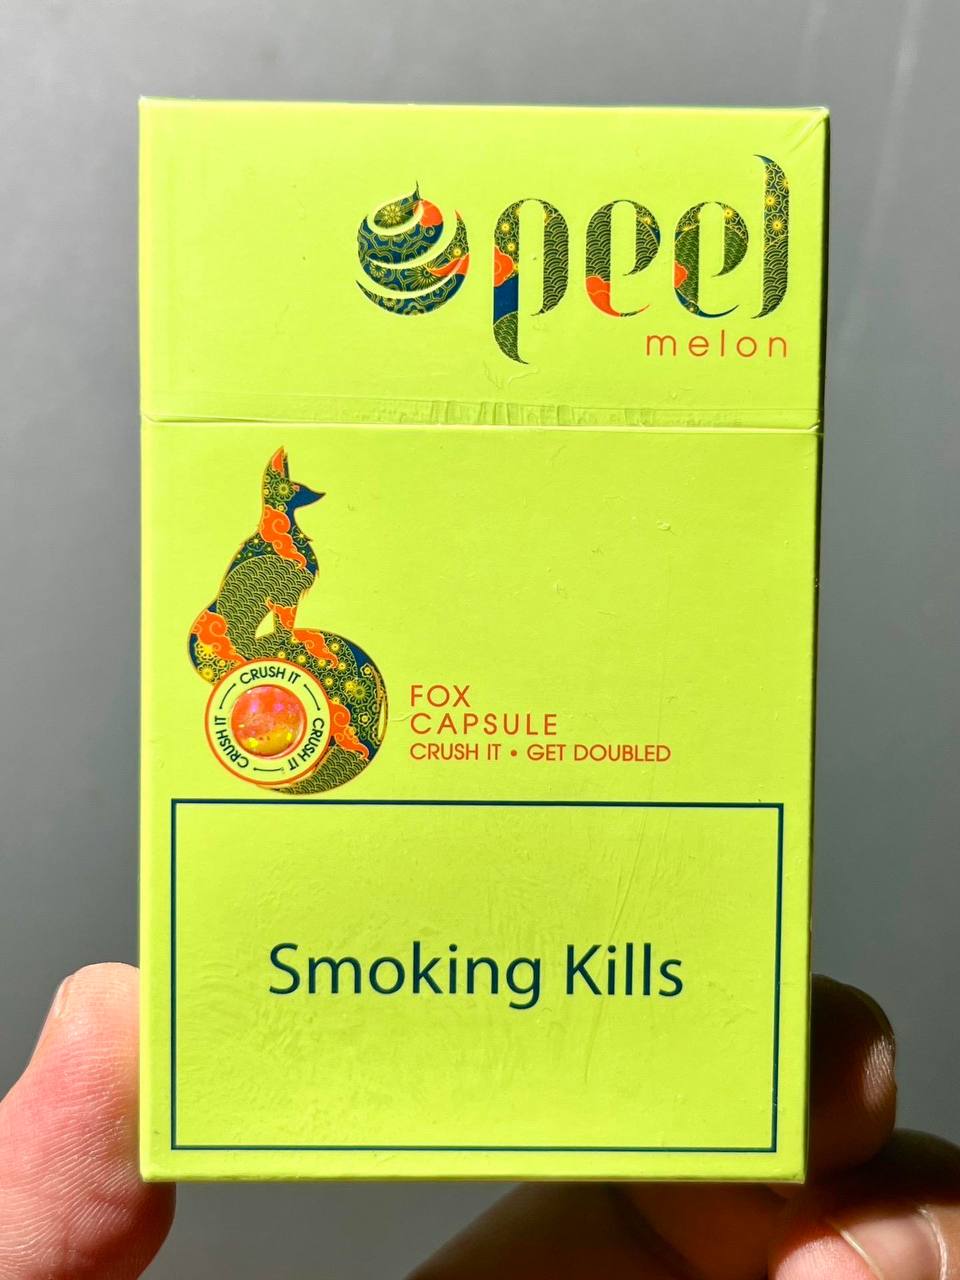 peel
melon
CRUSH IT
CRUSH IT
CRUSH IT
FOX
CAPSULE
CRUSH IT • GET DOUBLED
Smoking Kills